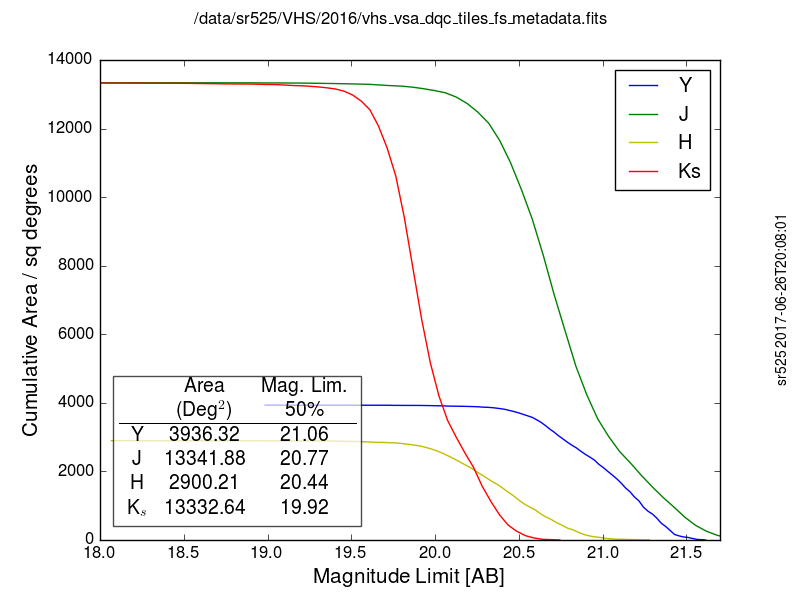 /data/sr525/VHS/2016/vhs_vsa_dqc_tiles_fs_metadata.fits
14000
12000
10000
8000
6000
4000
2000
0
Cumulative Area / sq degrees
Y
J
H
Ks
Area Mag. Lim.
(Deg²) 50%
Y 3936.32 21.06
J 13341.88 20.77
H 2900.21 20.44
Kₛ 13332.64 19.92
18.0 18.5 19.0 19.5 20.0 20.5 21.0 21.5
Magnitude Limit [AB]
sr525 2017-06-26T20:08:01